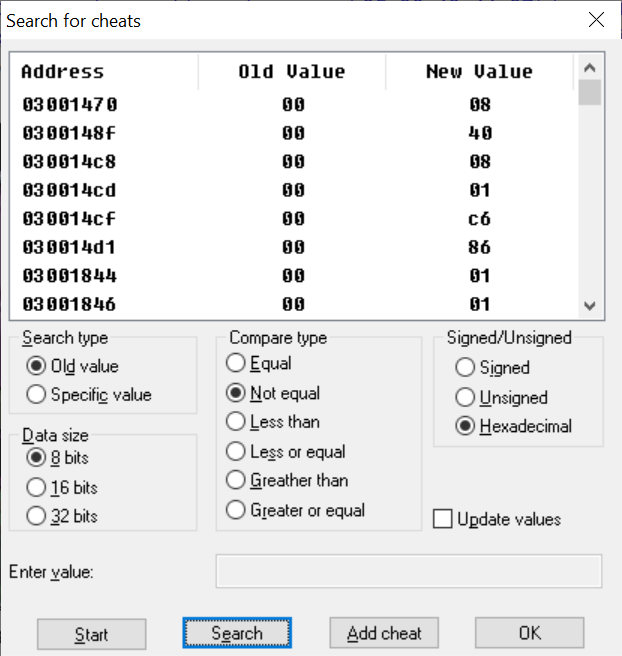 Search for cheats
Address Old Value New Value
03001470 00 08
0300148f 00 40
030014c8 00 08
030014cd 00 01
030014cf 00 c6
030014d1 00 86
03001844 00 01
03001846 00 01
Search type
Old value
Specific value
Data size
8 bits
16 bits
32 bits
Compare type
Equal
Not equal
Less than
Less or equal
Greather than
Greater or equal
Signed/Unsigned
Signed
Unsigned
Hexadecimal
Update values
Enter value:
Start Search Add cheat OK